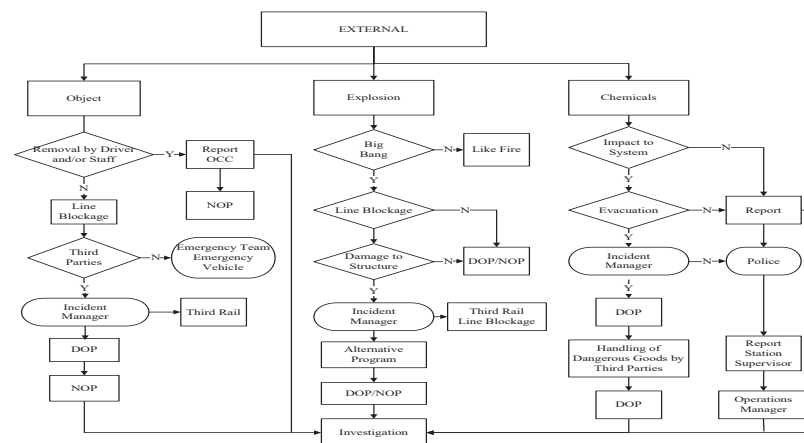 EXTERNAL
Object
Explosion
Chemicals
Removal by Driver
and/or Staff
Y
Report
OCC
Big
Bang
N
Like Fire
Impact to
System
N
N
Y
Y
Line
Blockage
NOP
Line Blockage
N
Evacuation
N
Report
Third
Parties
N
Emergency Team
Emergency
Vehicle
Y
Damage to
Structure
N
DOP/NOP
Y
Incident
Manager
N
Police
Y
Y
Y
Incident
Manager
Third Rail
Incident
Manager
Third Rail
Line Blockage
DOP
DOP
Alternative
Program
Handling of
Dangerous Goods by
Third Parties
Report
Station
Supervisor
NOP
DOP/NOP
DOP
Operations
Manager
Investigation